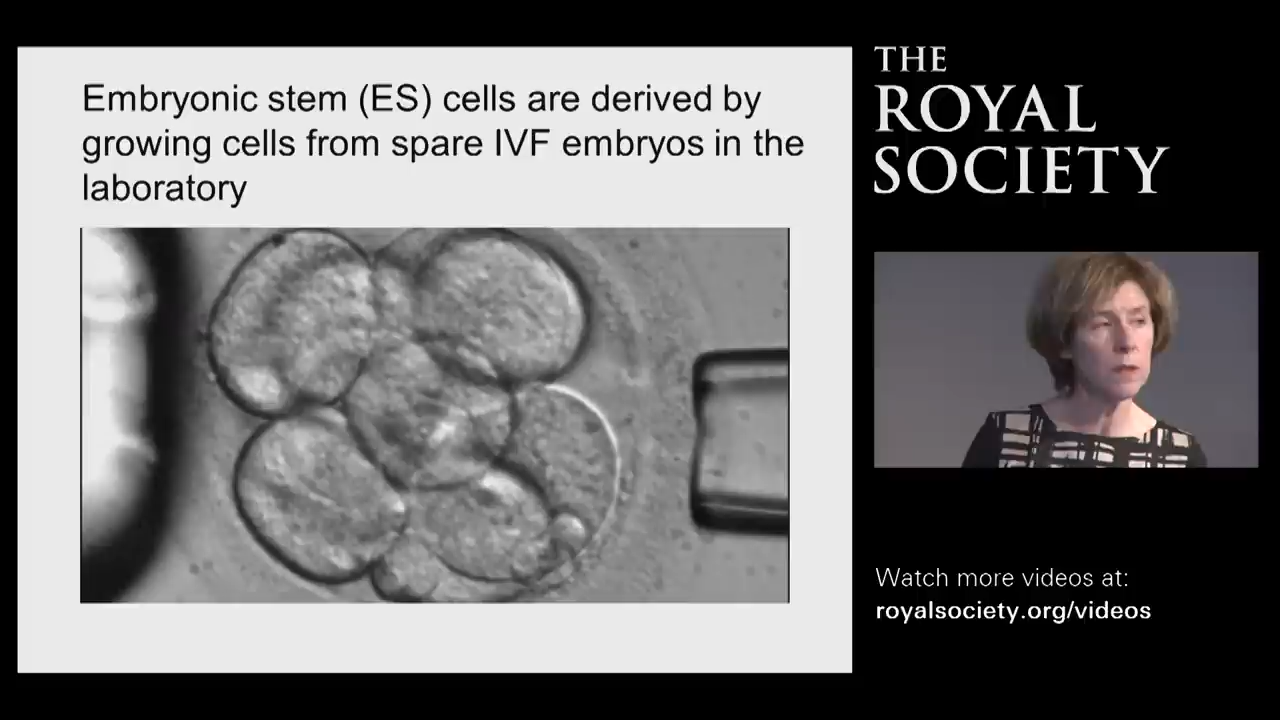 Embryonic stem (ES) cells are derived by
growing cells from spare IVF embryos in the
laboratory
THE
ROYAL
SOCIETY
Watch more videos at:
royalsociety.org/videos